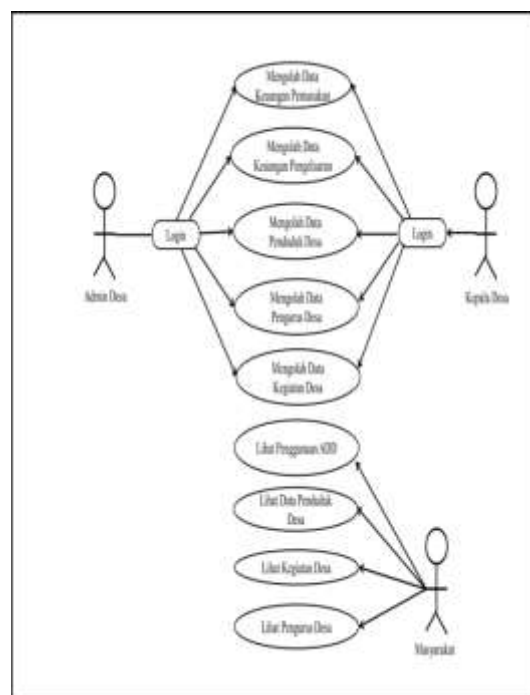 Mengolah Data
Keuangan Pemasukan
Mengolah Data
Keuangan Pengeluaran
Login
Mengolah Data
Penduduk Desa
Login
Admin Desa
Kepala Desa
Mengolah Data
Pengurus Desa
Mengolah Data
Kegiatan Desa
Lihat Penggunaan ADD
Lihat Data Penduduk
Desa
Lihat Kegiatan Desa
Lihat Pengurus Desa
Masyarakat